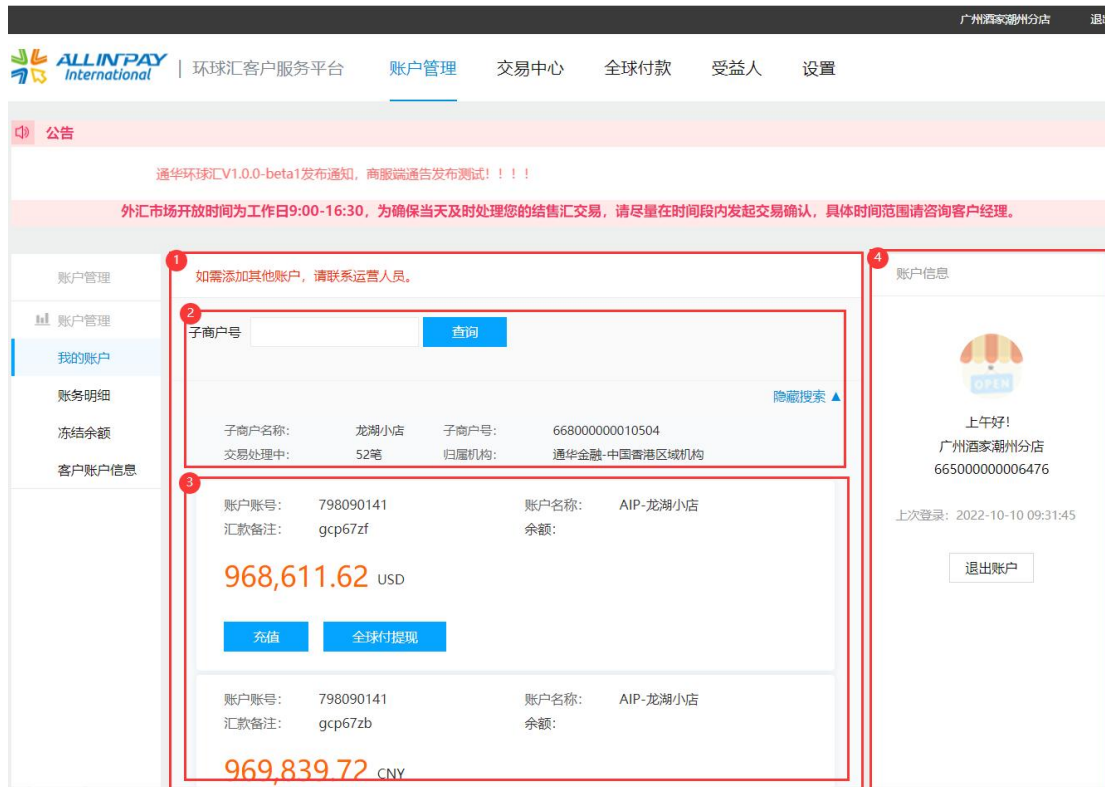 广州酒家潮州分店 退出
ALLINPAY International | 环球汇客户服务平台 账户管理 交易中心 全球付款 受益人 设置
公告
通华环球汇V1.0.0-beta1发布通知，商服端通告发布测试！！！！
外汇市场开放时间为工作日9:00-16:30，为确保当天及时处理您的结售汇交易，请尽量在时间段内发起交易确认，具体时间范围请咨询客户经理。
账户管理
账户管理
我的账户
账务明细
冻结余额
客户账户信息
1
如需添加其他账户，请联系运营人员。
2
子商户号 查询
隐藏搜索 ▲
子商户名称： 龙湖小店 子商户号： 668000000010504
交易处理中： 52笔 归属机构： 通华金融-中国香港区域机构
3
账户账号： 798090141 账户名称： AIP-龙湖小店
汇款备注： gcp67zf 余额：
968,611.62 USD
充值 全球付提现
账户账号： 798090141 账户名称： AIP-龙湖小店
汇款备注： gcp67zb 余额：
969,839.72 CNY
4
账户信息
OPEN
上午好！
广州酒家潮州分店
665000000006476
上次登录：2022-10-10 09:31:45
退出账户